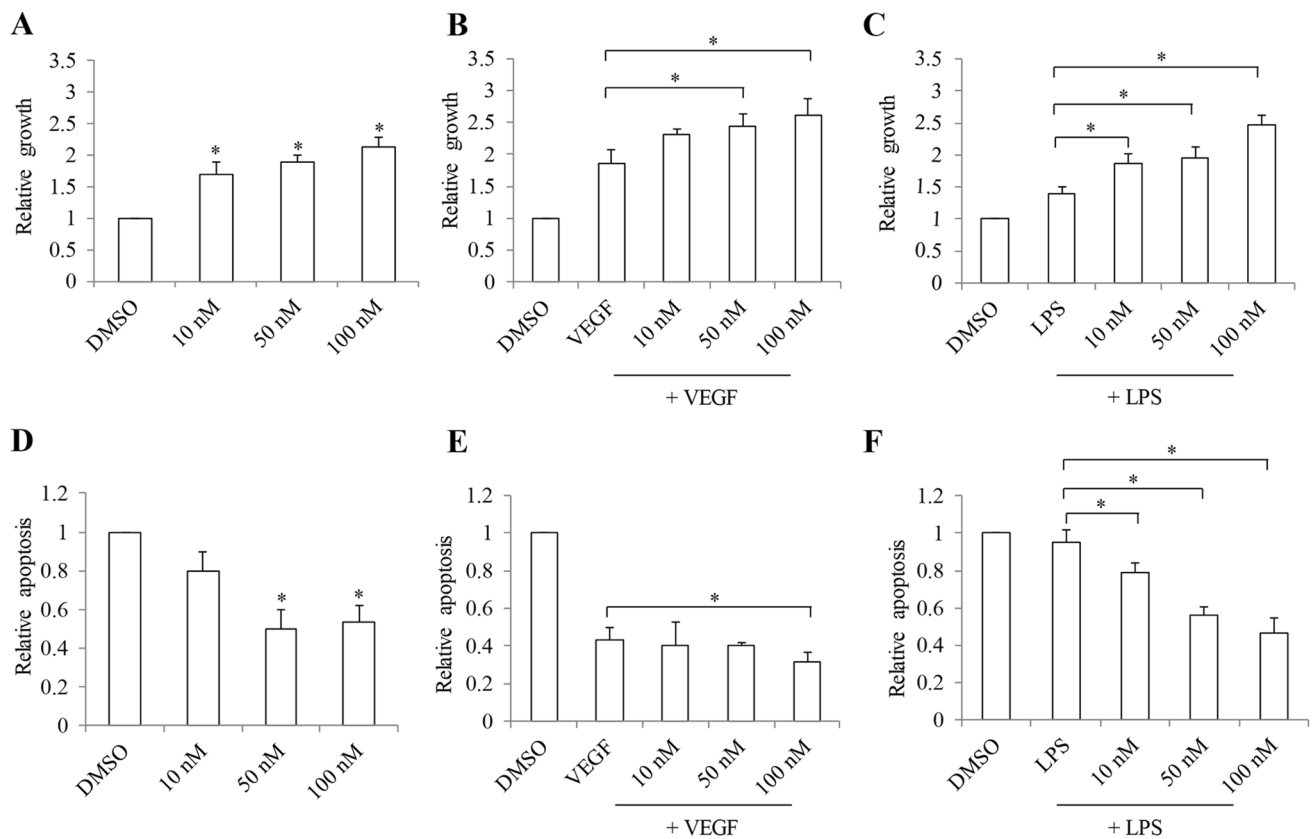 A
Relative growth
3.5
3
2.5
2
1.5
1
0.5
0
* * *
DMSO 10 nM 50 nM 100 nM
B
Relative growth
3.5
3
2.5
2
1.5
1
0.5
0
*
*
DMSO VEGF 10 nM 50 nM 100 nM
+ VEGF
C
Relative growth
3.5
3
2.5
2
1.5
1
0.5
0
*
*
*
DMSO LPS 10 nM 50 nM 100 nM
+ LPS
D
Relative apoptosis
1.2
1
0.8
0.6
0.4
0.2
0
* *
DMSO 10 nM 50 nM 100 nM
E
Relative apoptosis
1.2
1
0.8
0.6
0.4
0.2
0
*
DMSO VEGF 10 nM 50 nM 100 nM
+ VEGF
F
Relative apoptosis
1.2
1
0.8
0.6
0.4
0.2
0
*
*
*
DMSO LPS 10 nM 50 nM 100 nM
+ LPS